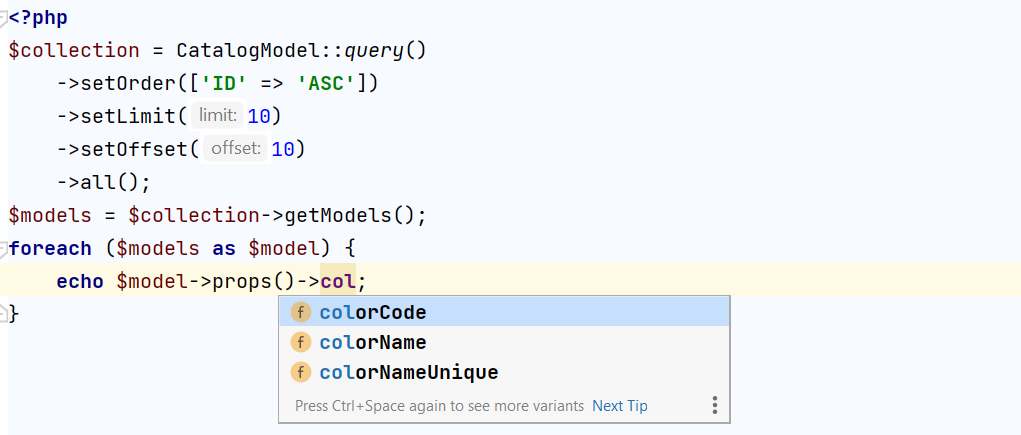 <?php
$collection = CatalogModel::query()
    ->setOrder(['ID' => 'ASC'])
    ->setLimit( limit: 10)
    ->setOffset( offset: 10)
    ->all();
$models = $collection->getModels();
foreach ($models as $model) {
    echo $model->props()->col;
}
f colorCode
f colorName
f colorNameUnique
Press Ctrl+Space again to see more variants Next Tip